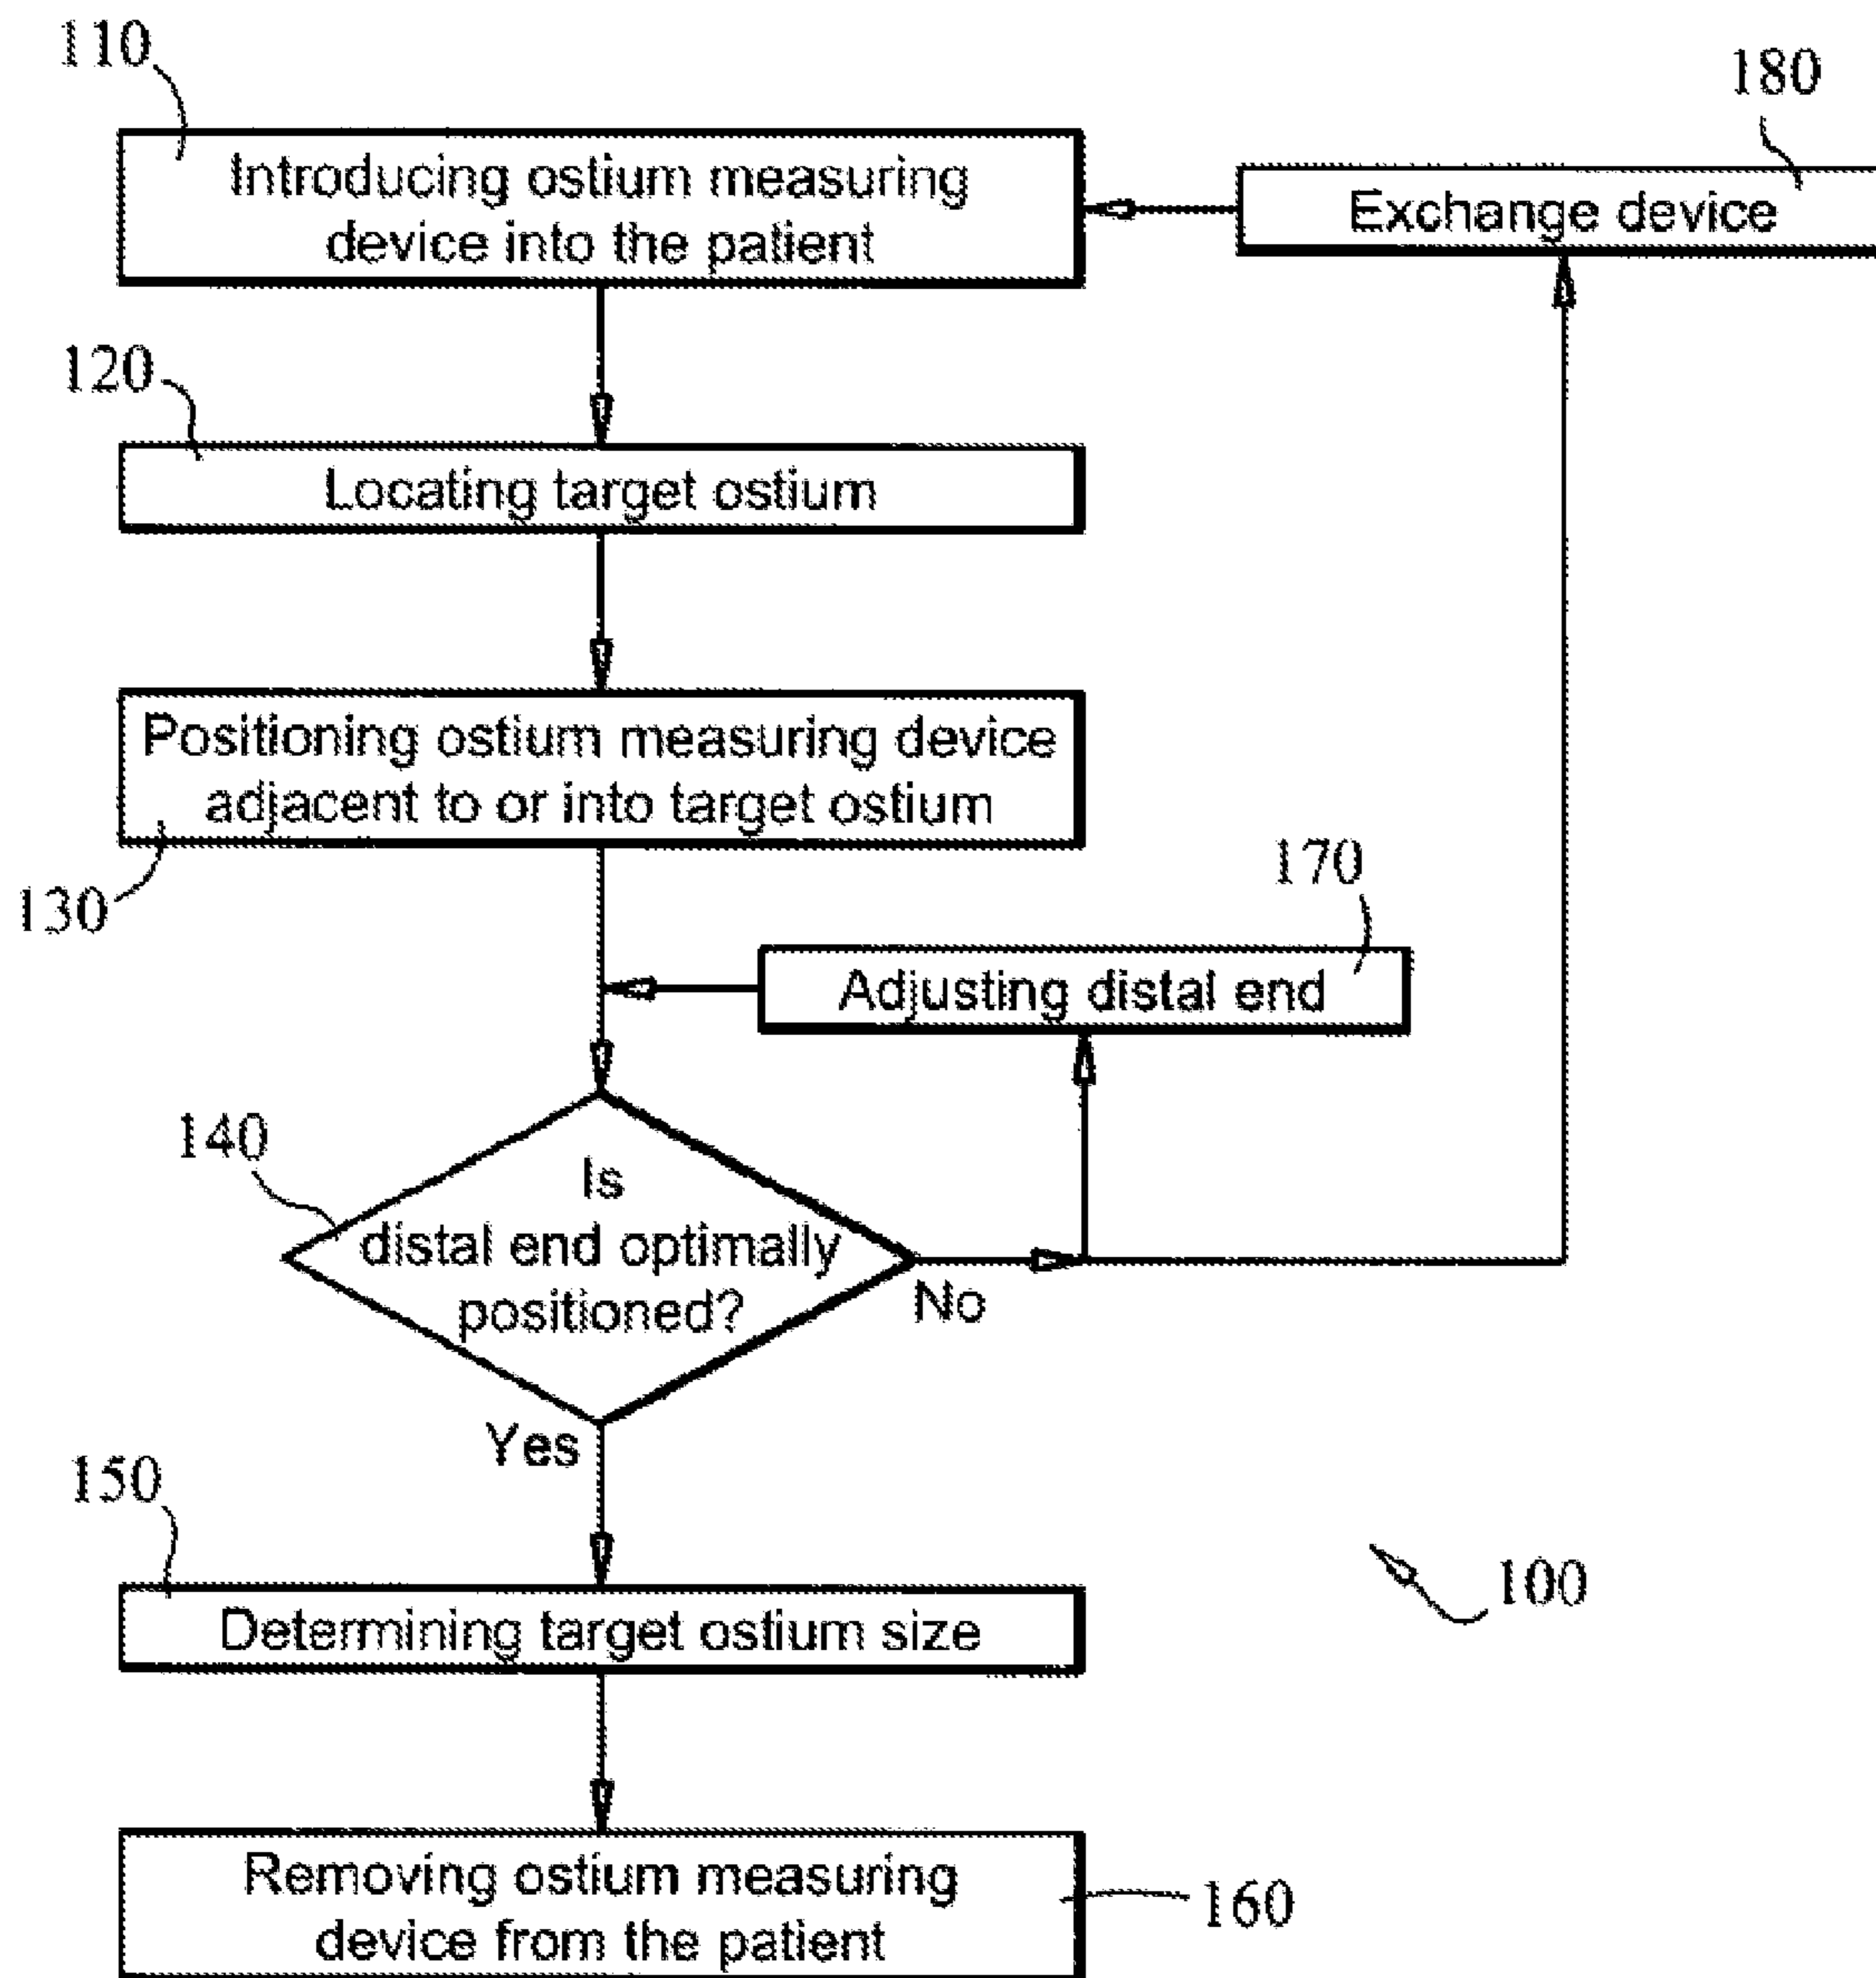 110
180
Introducing ostium measuring
device into the patient
Exchange device
120
Locating target ostium
Positioning ostium measuring device
adjacent to or into target ostium
130
170
Adjusting distal end
140
Is
distal end optimally
positioned?
No
Yes
150
Determining target ostium size
100
Removing ostium measuring
device from the patient
160